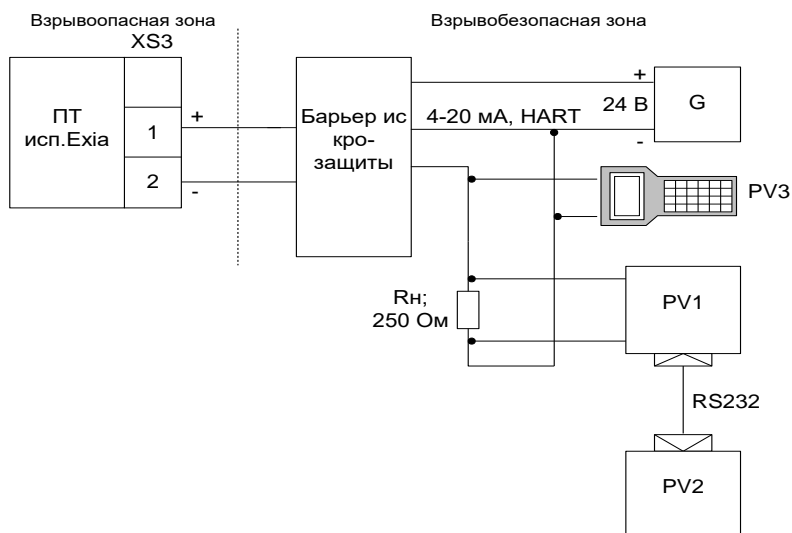 Взрывоопасная зона
Взрывобезопасная зона
XS3
ПТ
исп.Exia
1
2
+
-
Барьер ис
кро-
защиты
4-20 мА, HART
+
24 В
-
G
PV3
Rн;
250 Ом
PV1
RS232
PV2